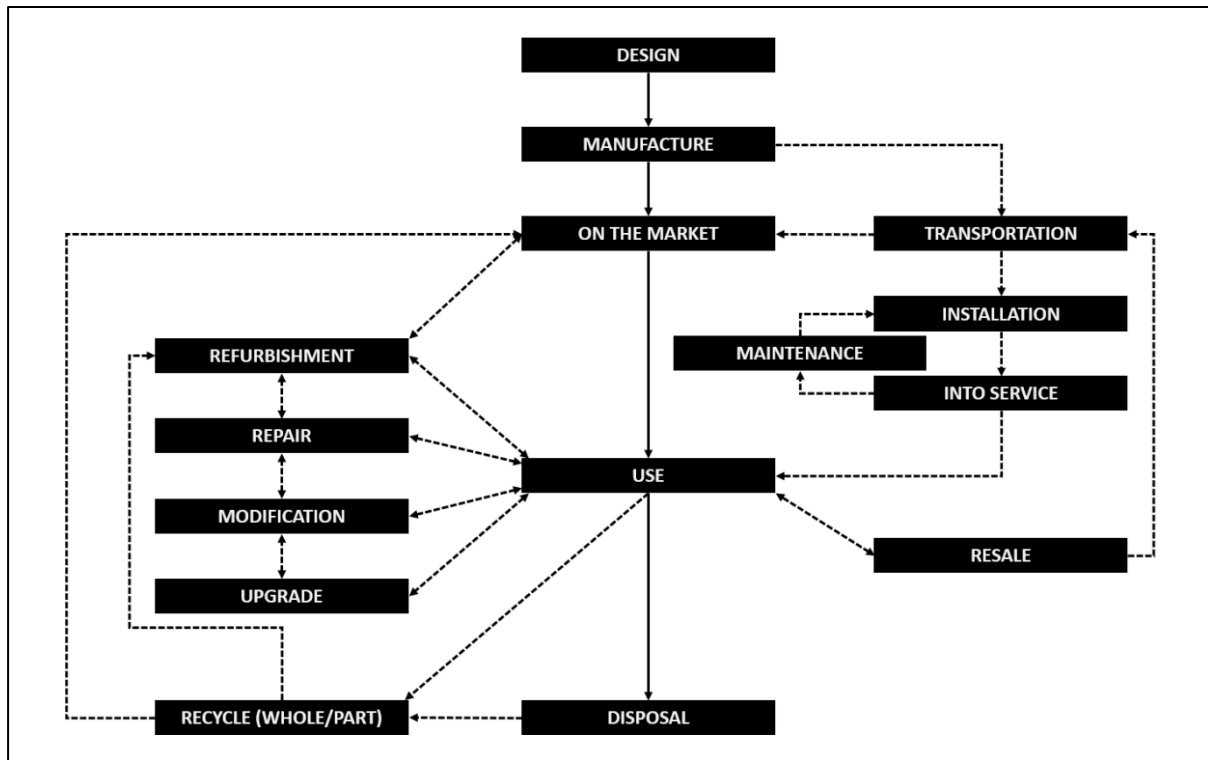 DESIGN
MANUFACTURE
ON THE MARKET
TRANSPORTATION
INSTALLATION
REFURBISHMENT
MAINTENANCE
INTO SERVICE
REPAIR
USE
MODIFICATION
RESALE
UPGRADE
RECYCLE (WHOLE/PART)
DISPOSAL